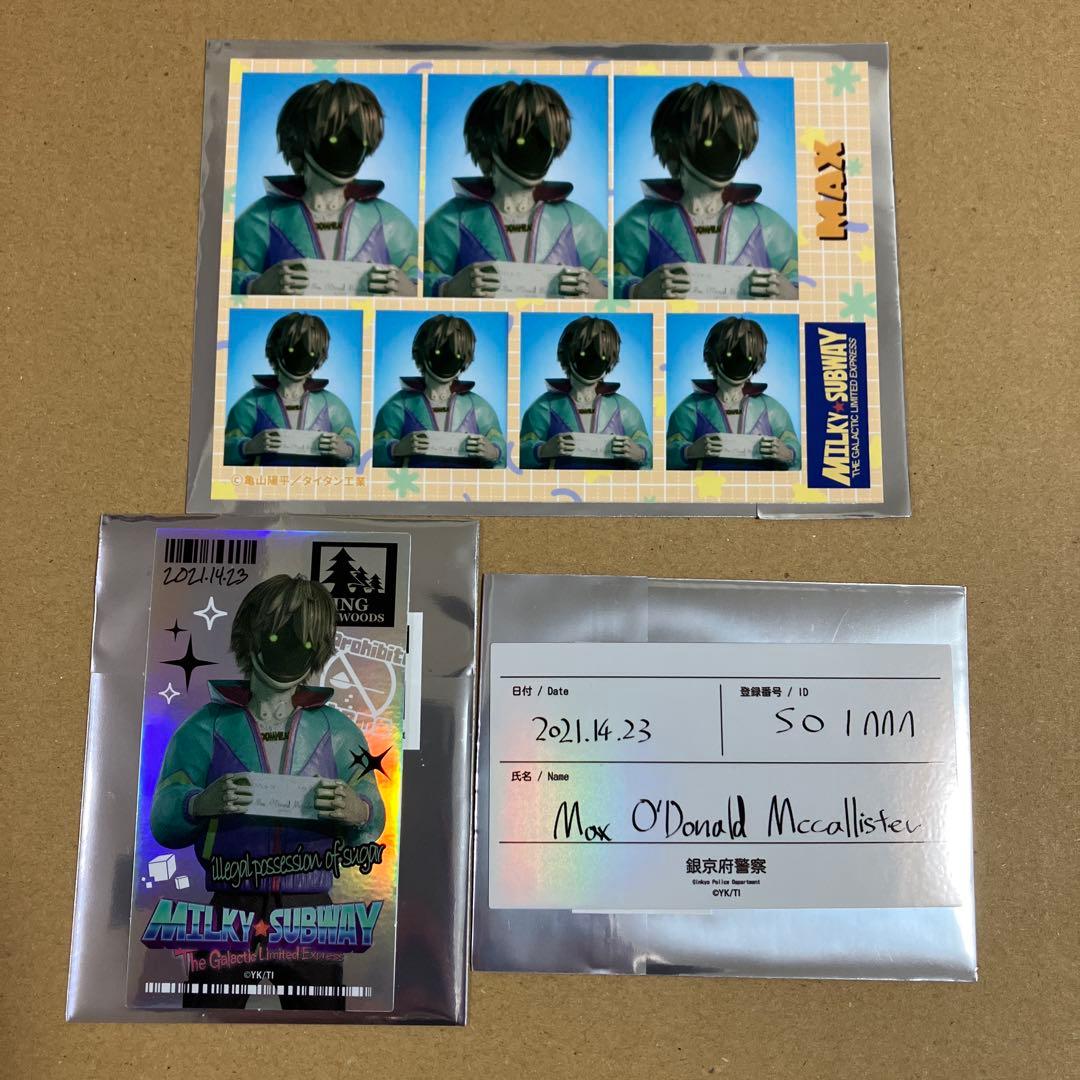 MAX
MILKY★SUBWAY
THE GALACTIC LIMITED EXPRESS
©亀山陽平／タイタン工業
2021.14.23
ING
WOODS
Prohibit
illegal possession of sugar
MILKY★SUBWAY
The Galactic Limited Express
©YK/TI
日付 / Date
登録番号 / ID
2021.14.23
氏名 / Name
Max O'Donald Mccallister
銀京府警察
Ginkyo Police Department
©YK/TI